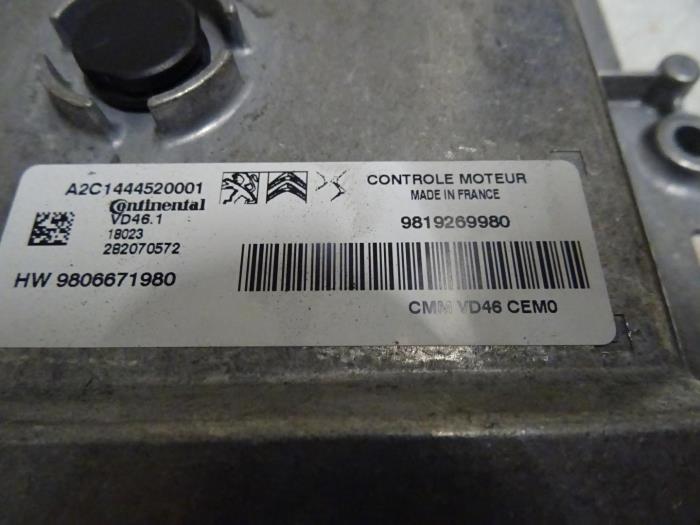 A2C1444520001
Continental
VD46.1
18023
282070572
HW 9806671980
CONTROLE MOTEUR
MADE IN FRANCE
9819269980
CMM VD46 CEM0